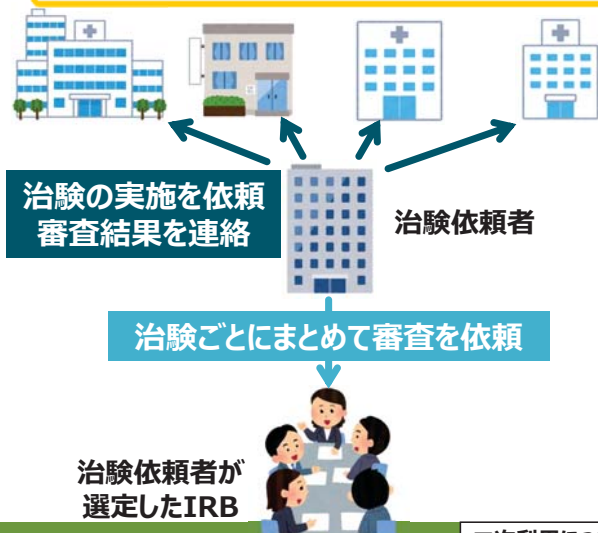 治験の実施を依頼
審査結果を連絡
治験依頼者
治験ごとにまとめて審査を依頼
治験依頼者が
選定したIRB